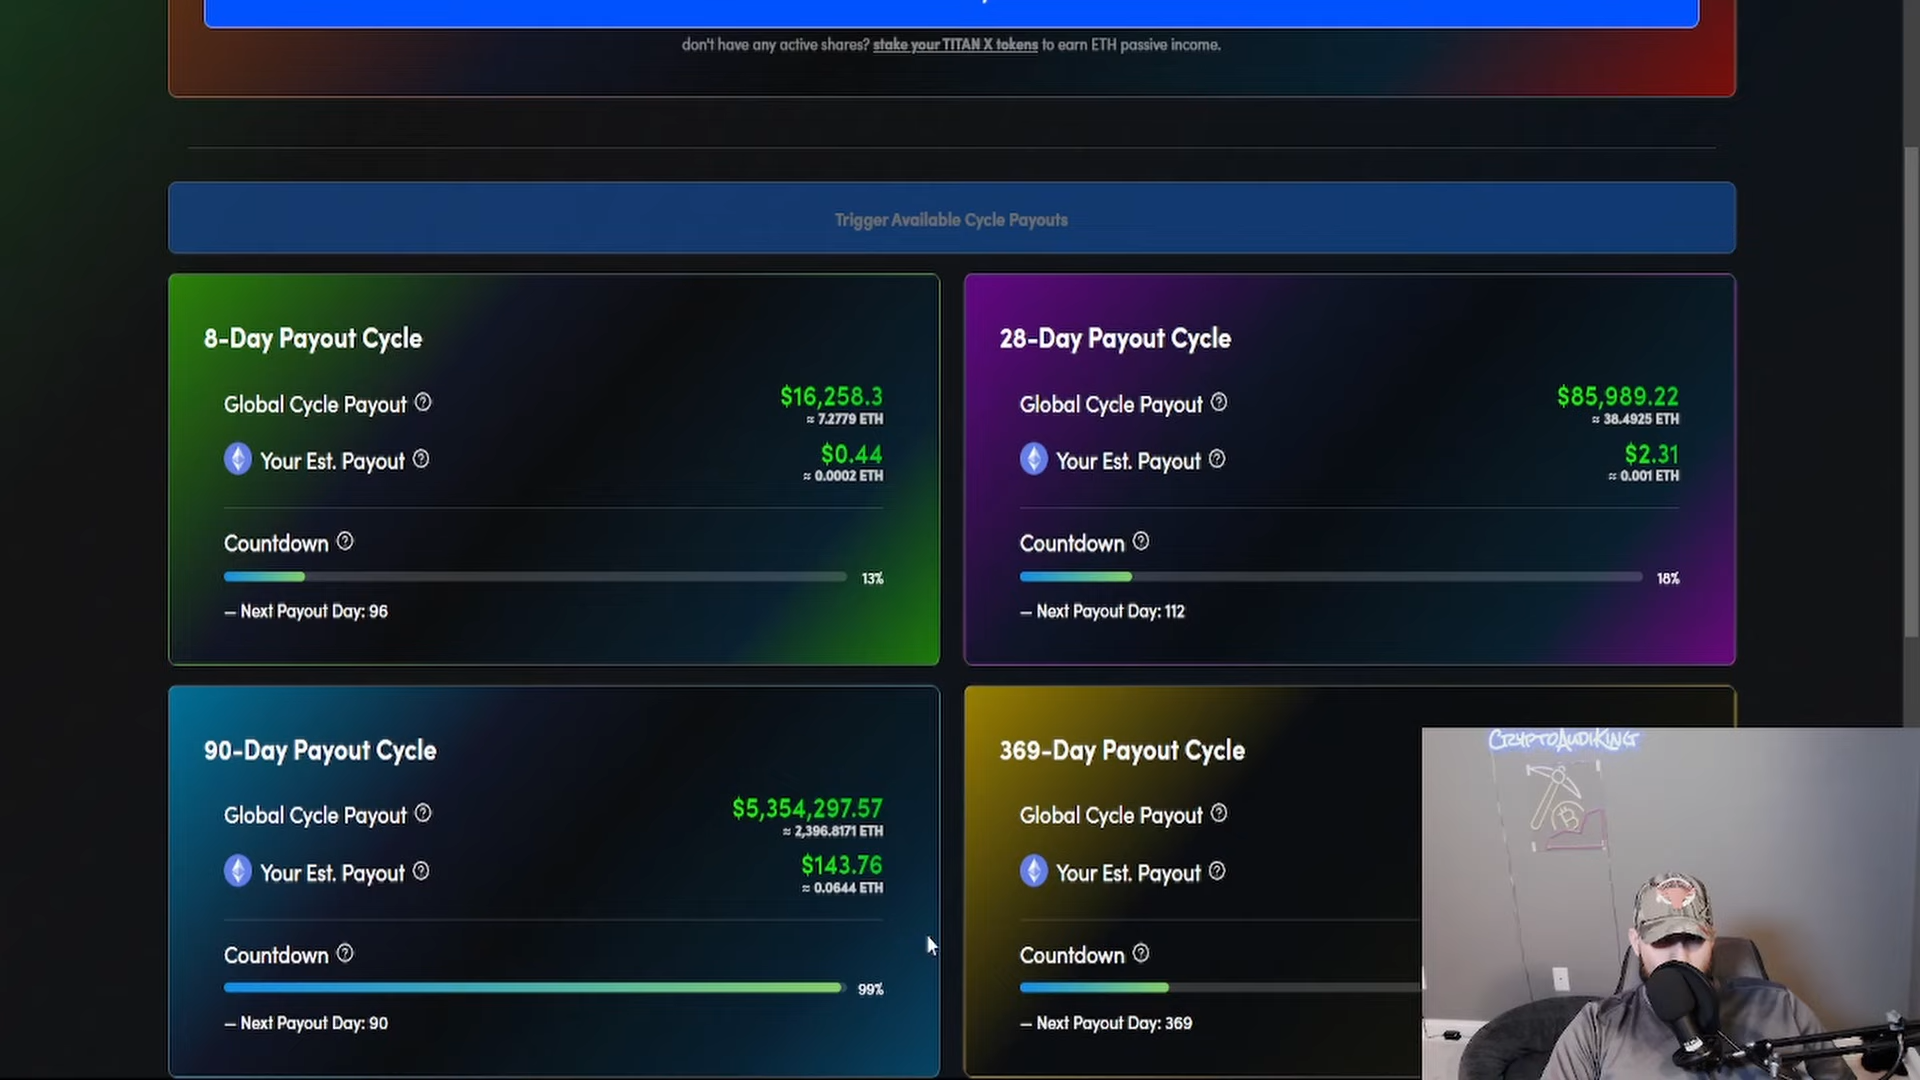 don't have any active shares? stake your TITAN X tokens to earn ETH passive income.
Trigger Available Cycle Payouts
8-Day Payout Cycle
Global Cycle Payout
$16,258.3
≈ 7.2779 ETH
Your Est. Payout
$0.44
≈ 0.0002 ETH
Countdown
13%
– Next Payout Day: 96
28-Day Payout Cycle
Global Cycle Payout
$85,989.22
≈ 38.4925 ETH
Your Est. Payout
$2.31
≈ 0.001 ETH
Countdown
18%
– Next Payout Day: 112
90-Day Payout Cycle
Global Cycle Payout
$5,354,297.57
≈ 2,396.8171 ETH
Your Est. Payout
$143.76
≈ 0.0644 ETH
Countdown
99%
– Next Payout Day: 90
369-Day Payout Cycle
Global Cycle Payout
Your Est. Payout
Countdown
– Next Payout Day: 369
CRYPTOAUDIKING